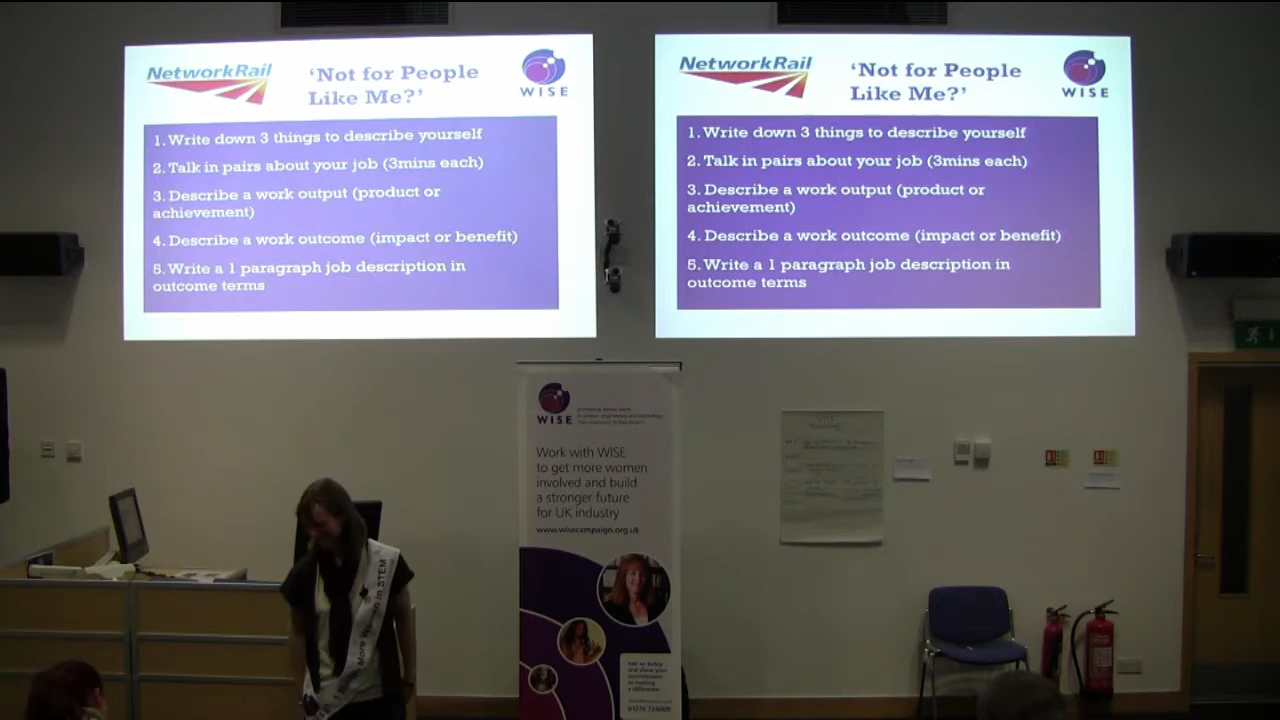 NetworkRail
'Not for People
Like Me?'
WISE
1. Write down 3 things to describe yourself
2. Talk in pairs about your job (3mins each)
3. Describe a work output (product or
achievement)
4. Describe a work outcome (impact or benefit)
5. Write a 1 paragraph job description in
outcome terms
NetworkRail
'Not for People
Like Me?'
WISE
1. Write down 3 things to describe yourself
2. Talk in pairs about your job (3mins each)
3. Describe a work output (product or
achievement)
4. Describe a work outcome (impact or benefit)
5. Write a 1 paragraph job description in
outcome terms
WISE
Work with WISE
to get more women
involved and build
a stronger future
for UK industry
www.wisecampaign.org.uk
More Women in STEM